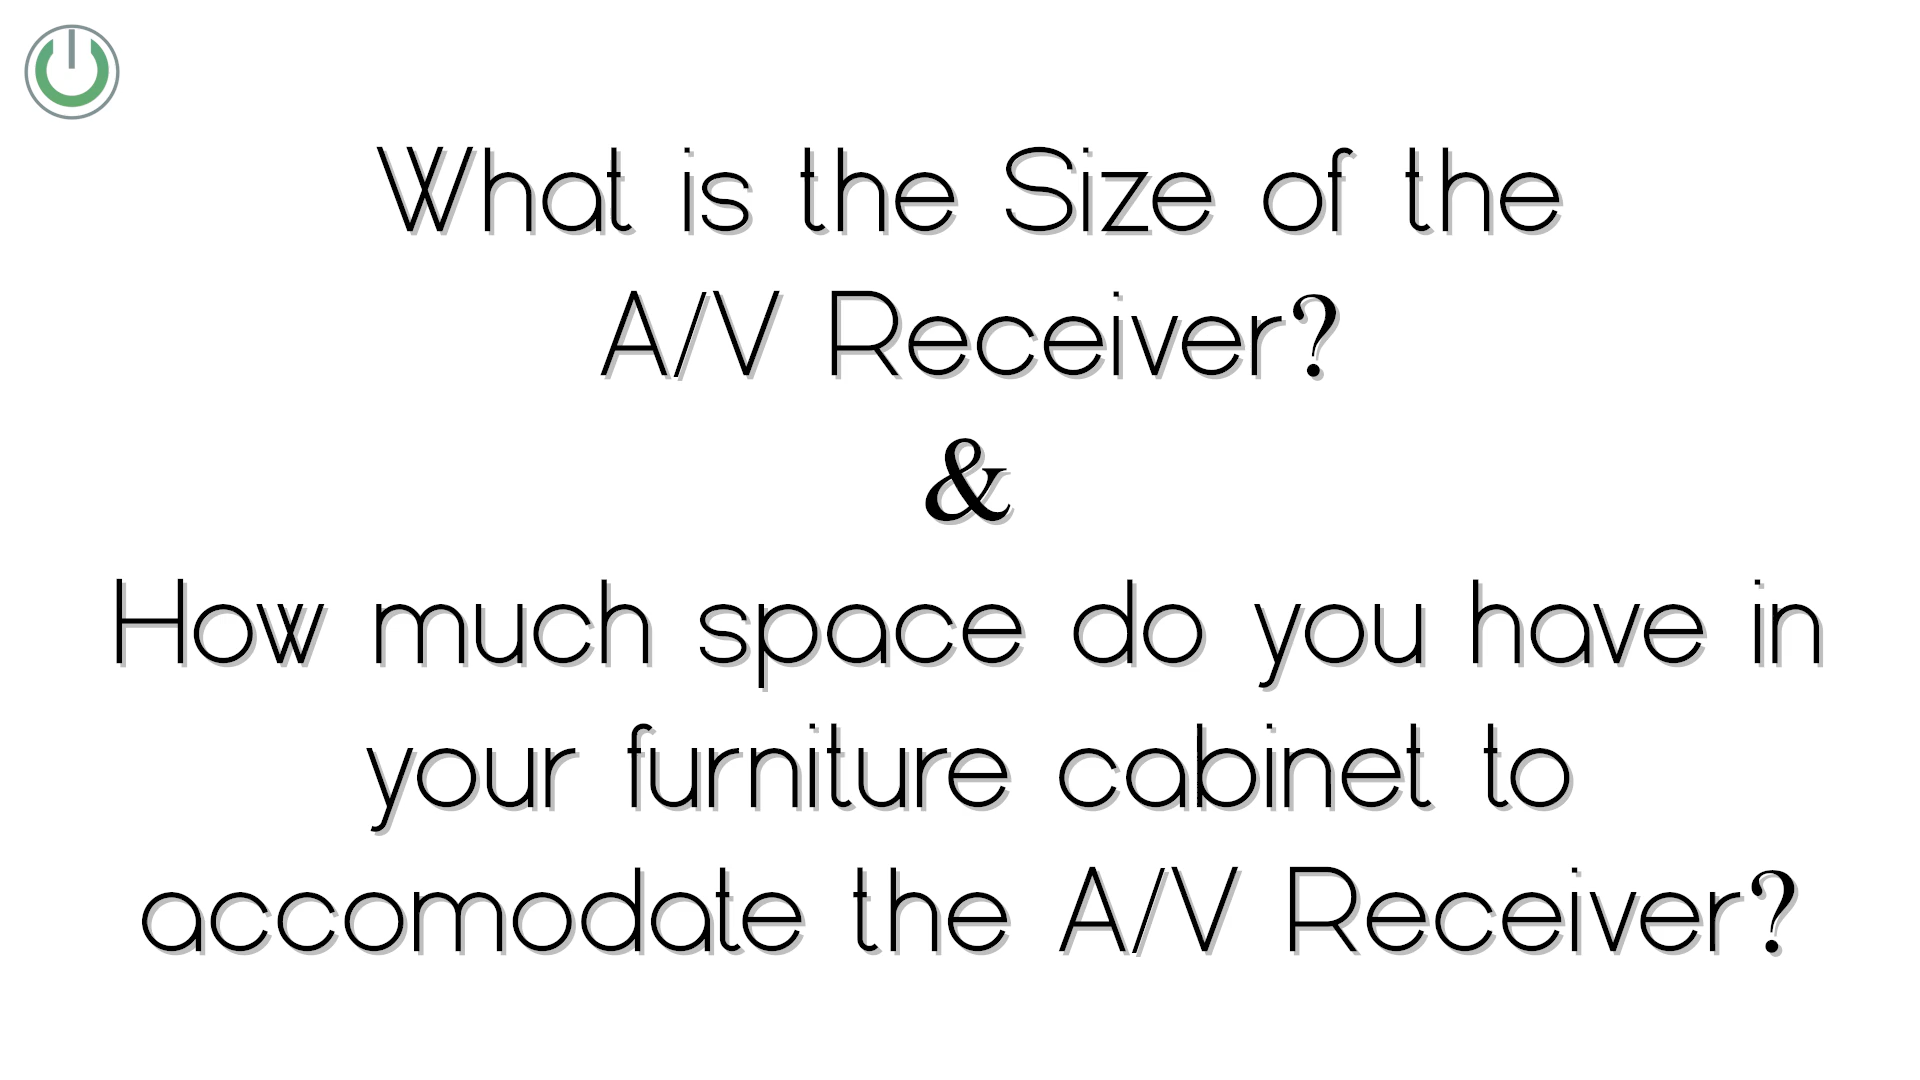 What is the Size of the
A/V Receiver?
&
How much space do you have in
your furniture cabinet to
accomodate the A/V Receiver?